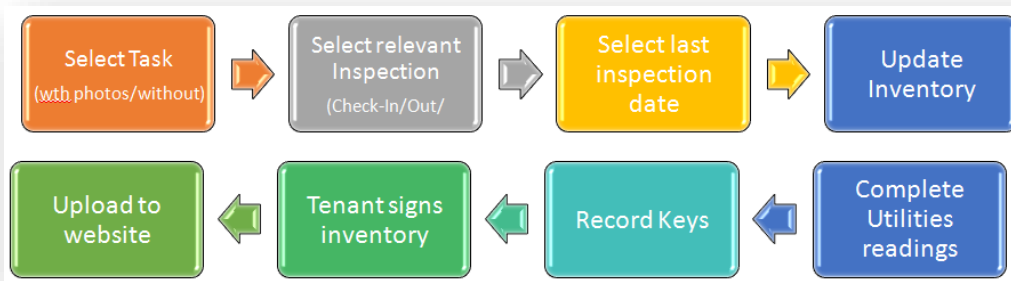 Select Task
(wth photos/without)
Select relevant
Inspection
(Check-In/Out/
Select last
inspection
date
Update
Inventory
Complete
Utilities
readings
Record Keys
Tenant signs
inventory
Upload to
website